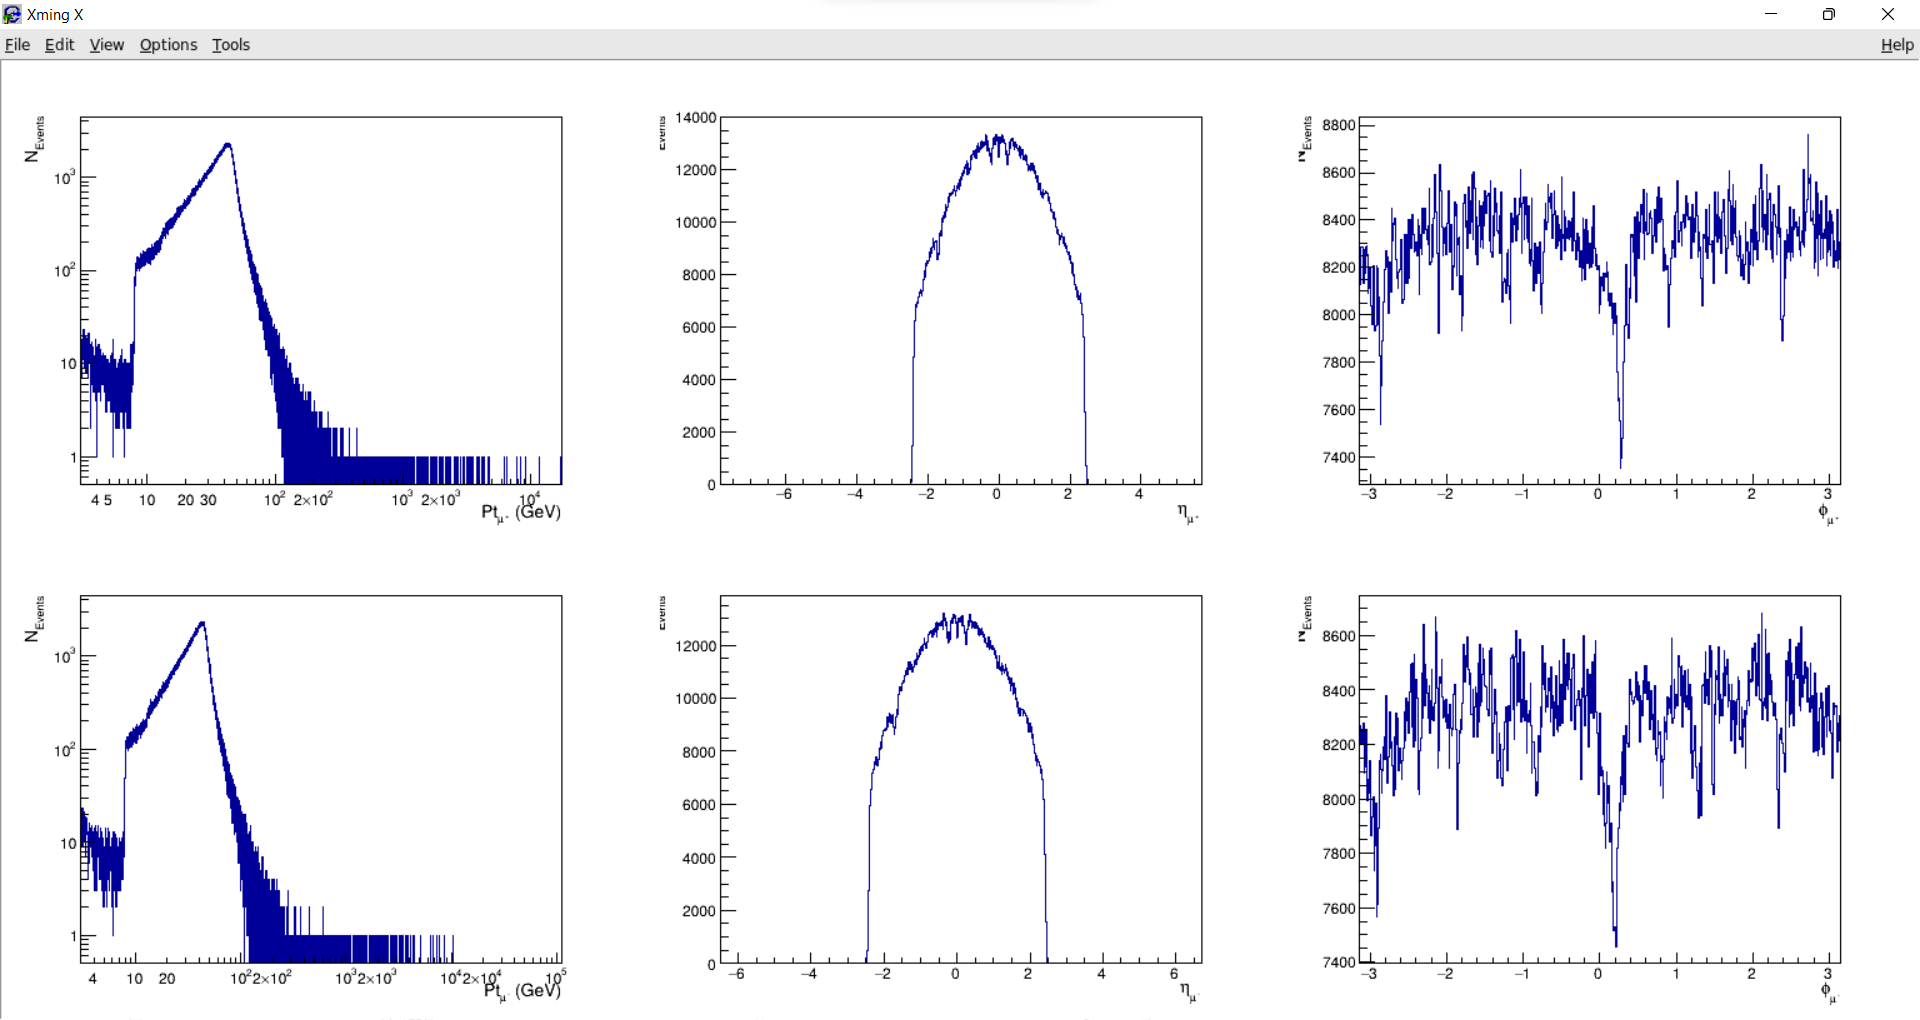 Xming X
File Edit View Options Tools Help
N_Events
10³
10²
10
1
4 5 10 20 30 10² 2×10² 10³ 2×10³ 10⁴
Pt_μ⁺ (GeV)
Events
14000
12000
10000
8000
6000
4000
2000
0
−6 −4 −2 0 2 4
η_μ⁺
N_Events
8800
8600
8400
8200
8000
7800
7600
7400
−3 −2 −1 0 1 2 3
ϕ_μ⁺
N_Events
10³
10²
10
1
4 10 20 10² 2×10² 10³ 2×10³ 10⁴ 2×10⁴ 10⁵
Pt_μ⁻ (GeV)
Events
12000
10000
8000
6000
4000
2000
0
−6 −4 −2 0 2 4 6
η_μ⁻
N_Events
8600
8400
8200
8000
7800
7600
7400
−3 −2 −1 0 1 2 3
ϕ_μ⁻